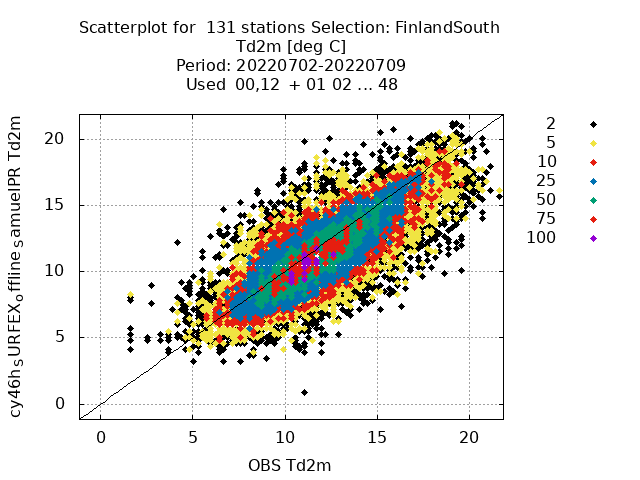 Scatterplot for  131 stations Selection: FinlandSouth
Td2m [deg C]
Period: 20220702-20220709
Used  00,12  + 01 02 ... 48
cy46h_SURFEX_offline_samuelPR Td2m
20
15
10
5
0
0
5
10
15
20
OBS Td2m
2
5
10
25
50
75
100